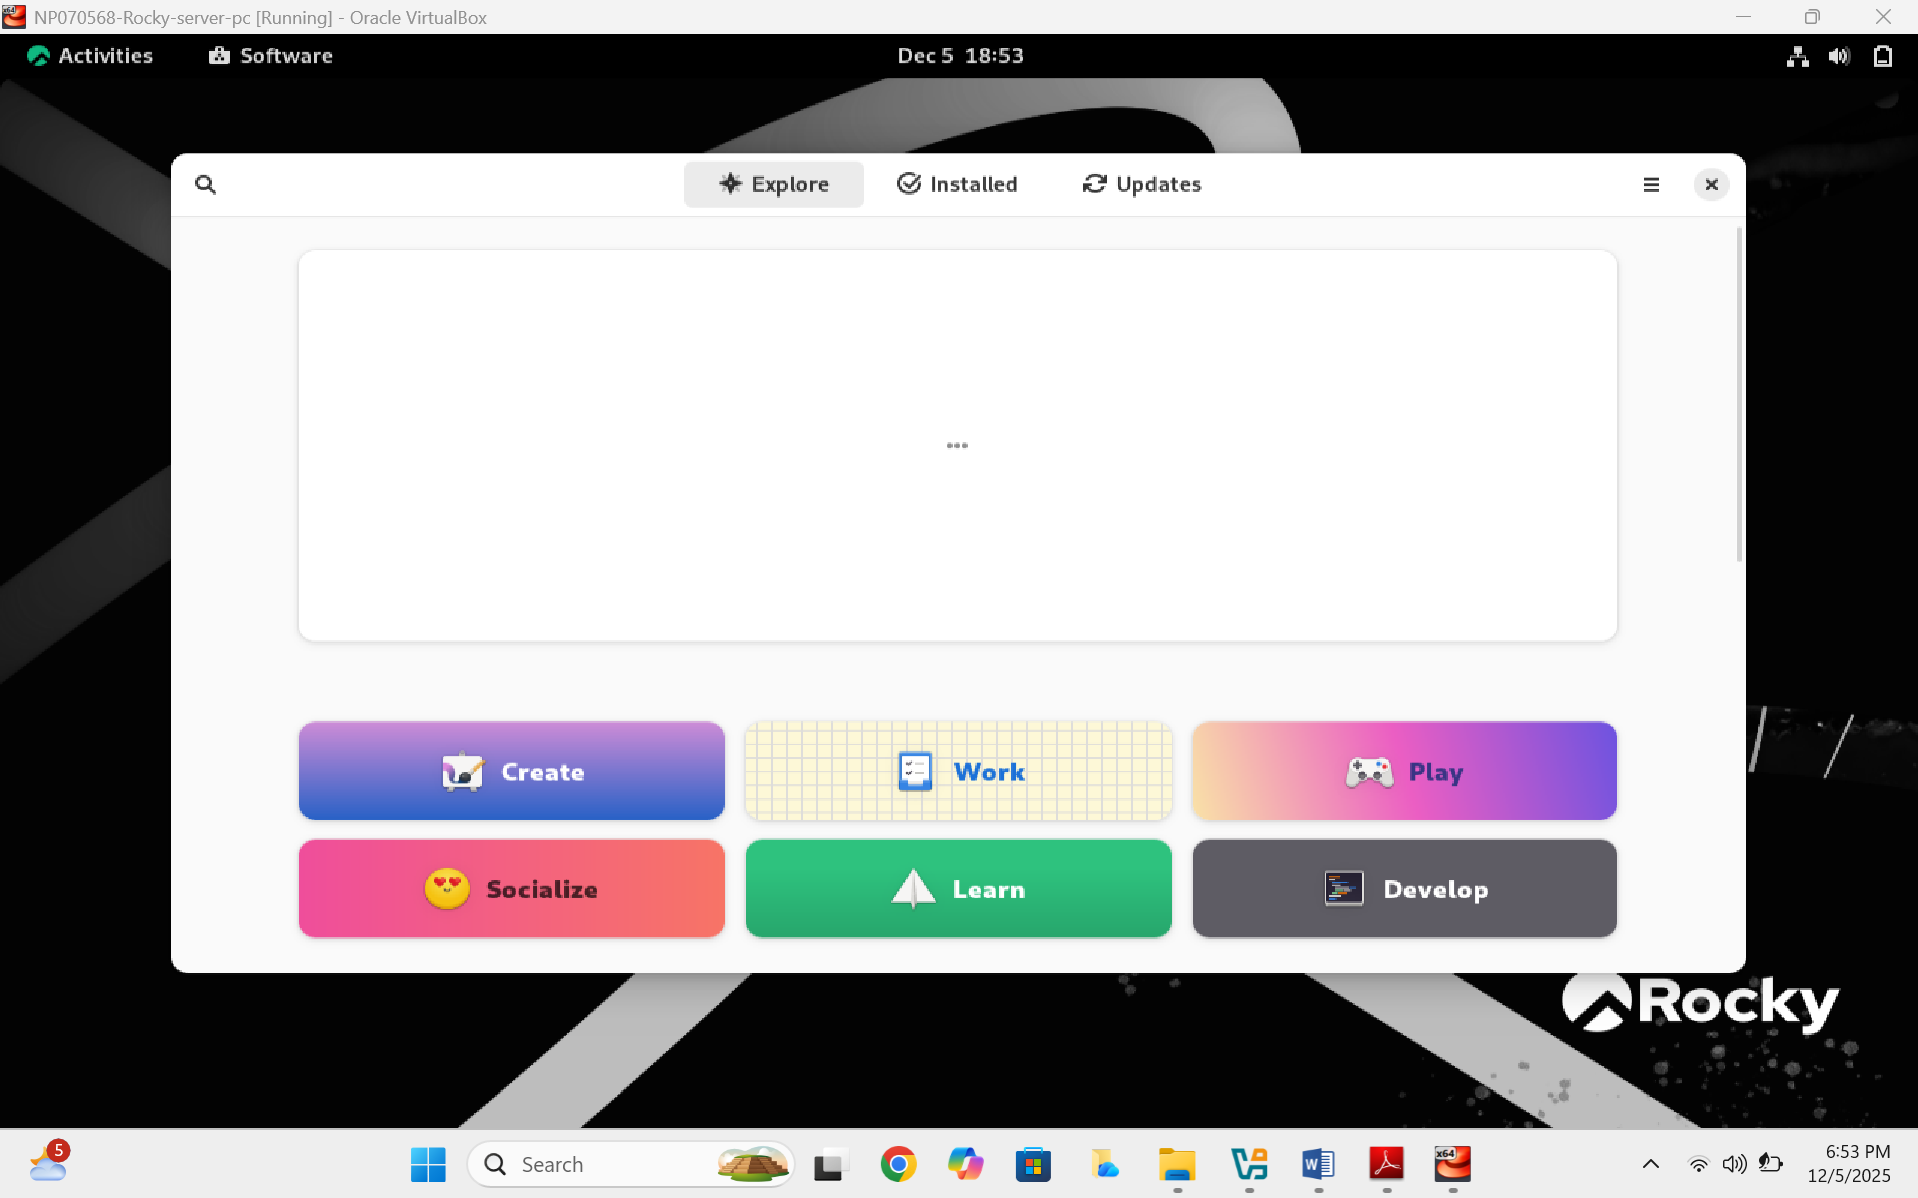 NP070568-Rocky-server-pc [Running] - Oracle VirtualBox
Activities Software Dec 5 18:53
Explore Installed Updates
Create Work Play
Socialize Learn Develop
Rocky
5 Search x64 6:53 PM
12/5/2025